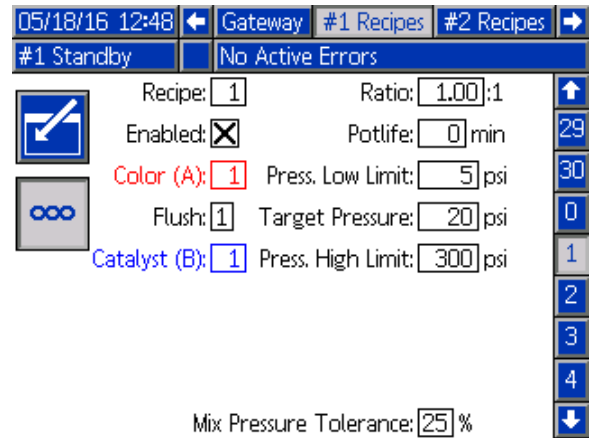 05/18/16 12:48 Gateway #1 Recipes #2 Recipes
#1 Standby No Active Errors
Recipe: 1 Ratio: 1.00 :1
Enabled: X Potlife: 0 min
Color (A): 1 Press. Low Limit: 5 psi
Flush: 1 Target Pressure: 20 psi
Catalyst (B): 1 Press. High Limit: 300 psi
Mix Pressure Tolerance: 25 %
29
30
0
1
2
3
4